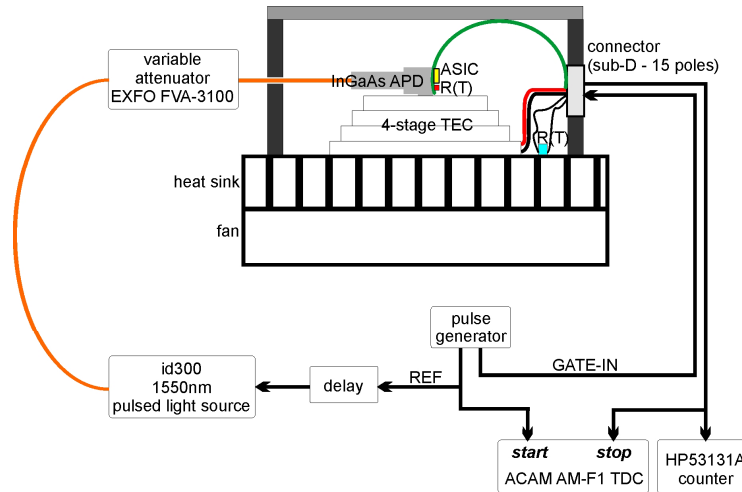 variable
attenuator
EXFO FVA-3100
InGaAs APD
ASIC
R(T)
4-stage TEC
R(T)
connector
(sub-D - 15 poles)
heat sink
fan
pulse
generator
GATE-IN
REF
delay
id300
1550nm
pulsed light source
start stop
ACAM AM-F1 TDC
HP53131A
counter